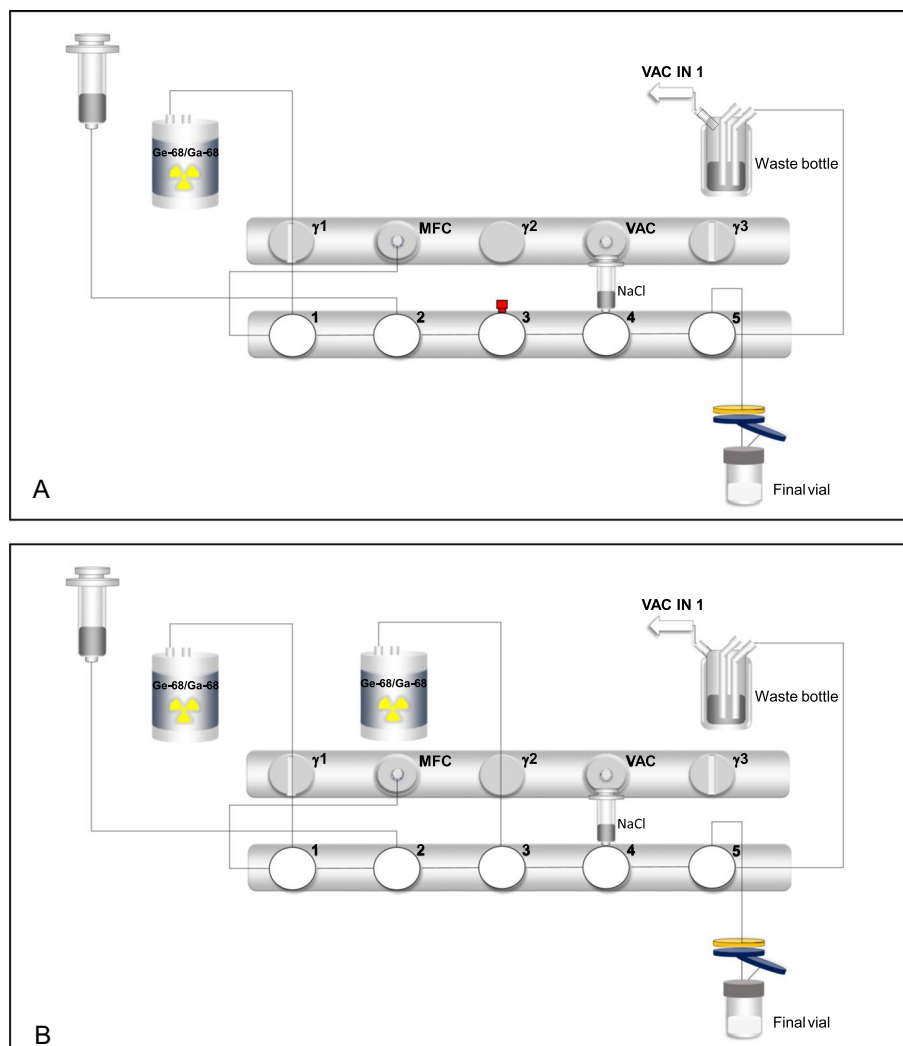 VAC IN 1
Ge-68/Ga-68
Waste bottle
γ1
MFC
γ2
VAC
γ3
NaCl
1
2
3
4
5
A
Final vial
VAC IN 1
Ge-68/Ga-68
Ge-68/Ga-68
Waste bottle
γ1
MFC
γ2
VAC
γ3
NaCl
1
2
3
4
5
Final vial
B